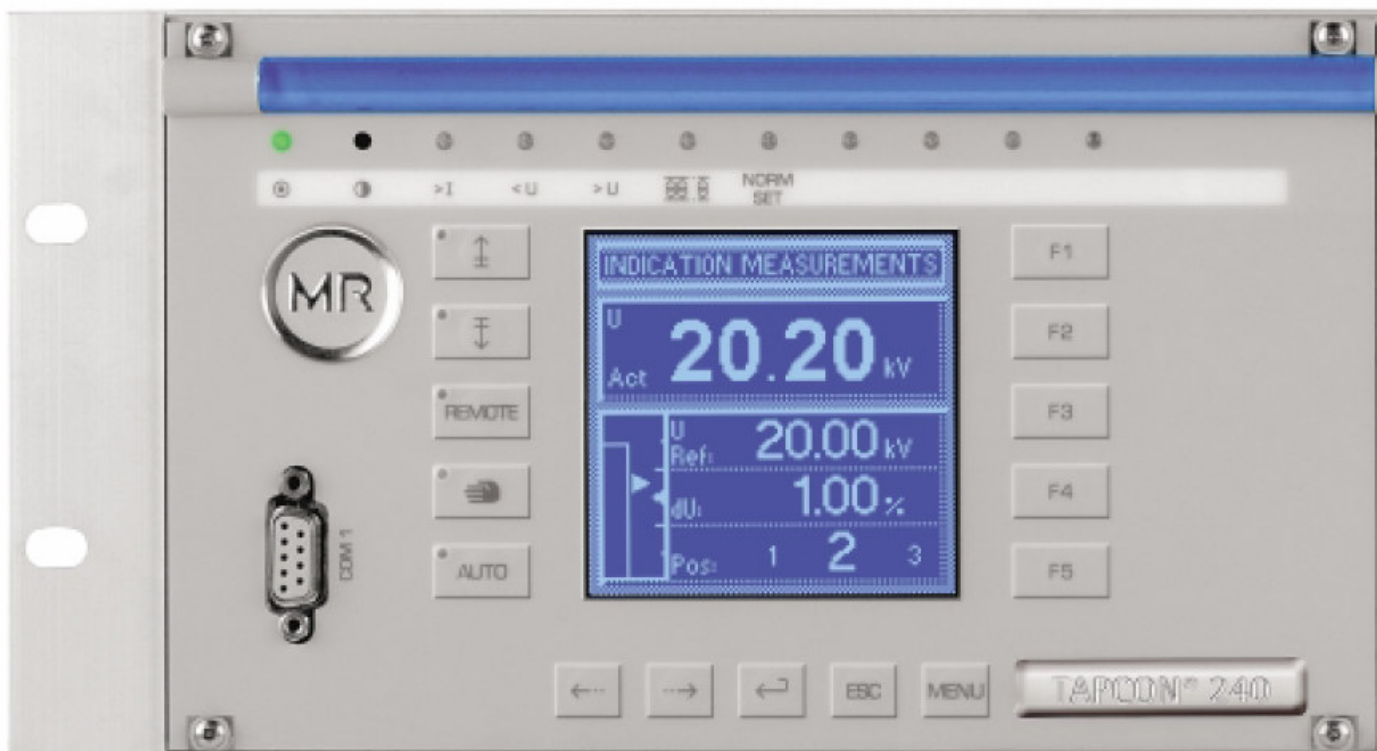 >I <U >U NORM
SET
MR
INDICATION MEASUREMENTS
U
Act 20.20 kV
U
Ref: 20.00 kV
dU: 1.00 %
Pos: 1 2 3
REMOTE
AUTO
COM 1
F1
F2
F3
F4
F5
ESC MENU
TAPCON® 240